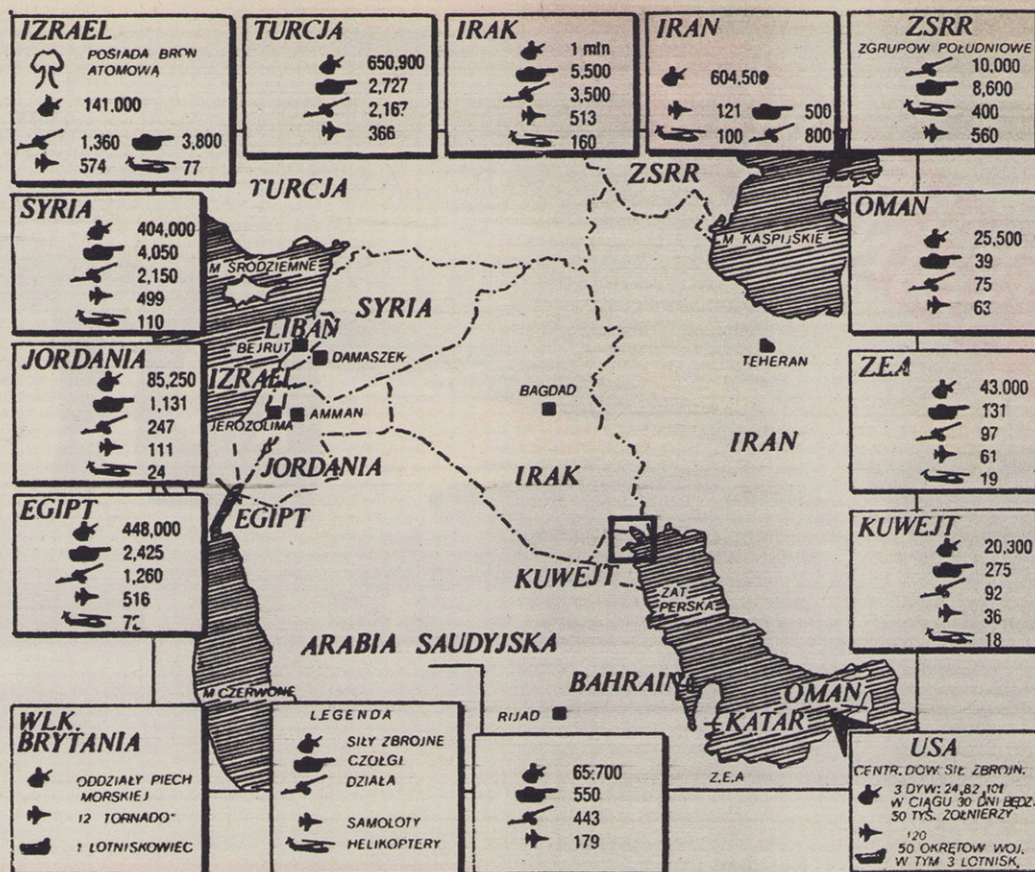 IZRAEL
POSIADA BRON
ATOMOWĄ
141.000
1,360 3,800
574 77
TURCJA
650,900
2,727
2,167
366
IRAK
1 mln
5,500
3,500
513
160
IRAN
604.500
121 500
100 800
ZSRR
ZGRUPOW POŁUDNIOWE
10,000
8,600
400
560
SYRIA
404,000
4,050
2,150
499
110
JORDANIA
85,250
1,131
247
111
24
EGIPT
448,000
2,425
1,260
516
72
OMAN
25,500
39
75
63
ZEA
43.000
131
97
61
19
KUWEJT
20.300
275
92
36
18
TURCJA
ZSRR
M KASPIJSKIE
M ŚRODZIEMNE
SYRIA
LIBAN
BEJRUT
DAMASZEK
TEHERAN
IZRAEL
BAGDAD
JEROZOLIMA
AMMAN
IRAN
JORDANIA
IRAK
EGIPT
KUWEJT
ZAT.
PERSKA
ARABIA SAUDYJSKA
M CZERWONE
BAHRAIN
OMAN
KATAR
RIJAD
Z.E.A
WLK.
BRYTANIA
ODDZIAŁY PIECH
MORSKIEJ
12 TORNADO"
1 LOTNISKOWIEC
LEGENDA
SIŁY ZBROJNE
CZOŁGI
DZIAŁA
SAMOLOTY
HELIKOPTERY
65.700
550
443
179
USA
CENTR. DOW. SIŁ ZBROJN.
3 DYW: 24,82,101
W CIĄGU 30 DNI BĘDZ.
50 TYS. ŻOŁNIERZY
120
50 OKRĘTÓW WOJ.
W TYM 3 LOTNISK.